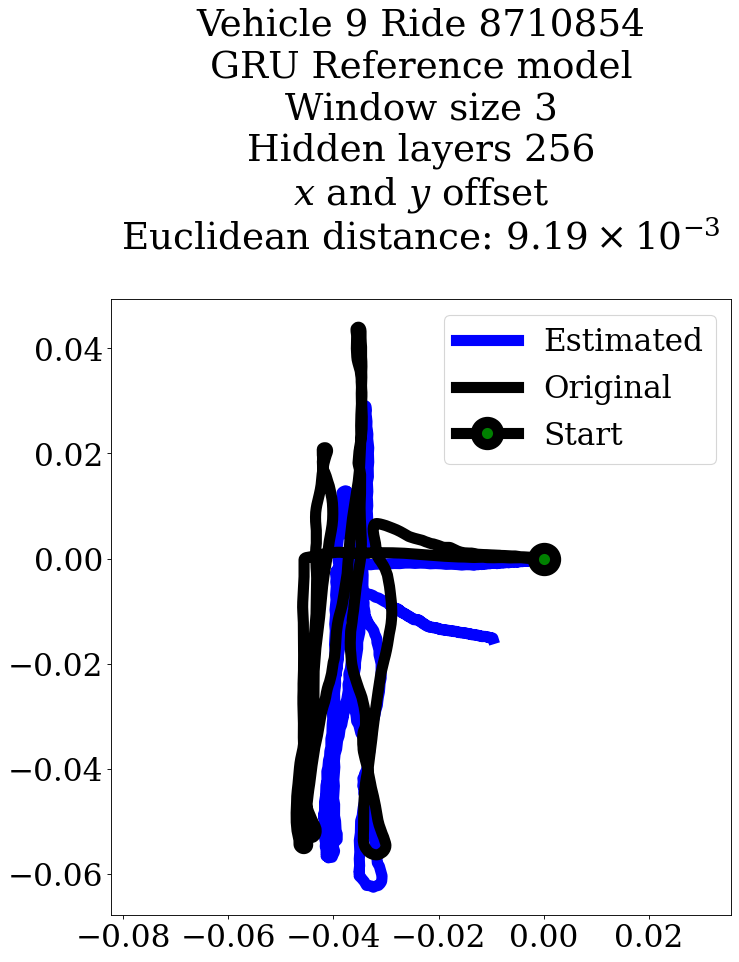 Vehicle 9 Ride 8710854
GRU Reference model
Window size 3
Hidden layers 256
x and y offset
Euclidean distance: 9.19 × 10⁻³
Estimated
Original
Start
0.04
0.02
0.00
−0.02
−0.04
−0.06
−0.08 −0.06 −0.04 −0.02 0.00 0.02